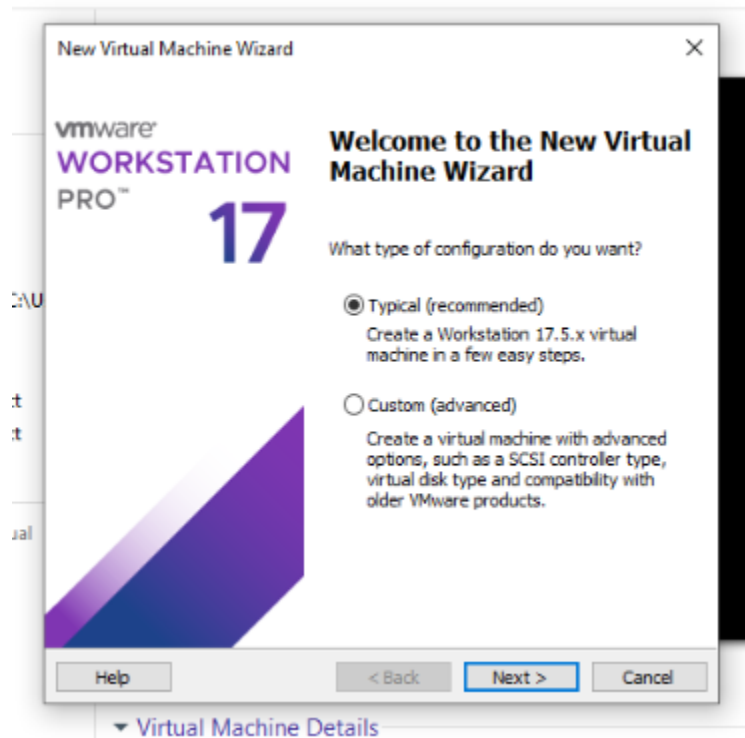 New Virtual Machine Wizard
vmware®
WORKSTATION
PRO™
17
Welcome to the New Virtual
Machine Wizard
What type of configuration do you want?
Typical (recommended)
Create a Workstation 17.5.x virtual
machine in a few easy steps.
Custom (advanced)
Create a virtual machine with advanced
options, such as a SCSI controller type,
virtual disk type and compatibility with
older VMware products.
Help
< Back
Next >
Cancel
Virtual Machine Details